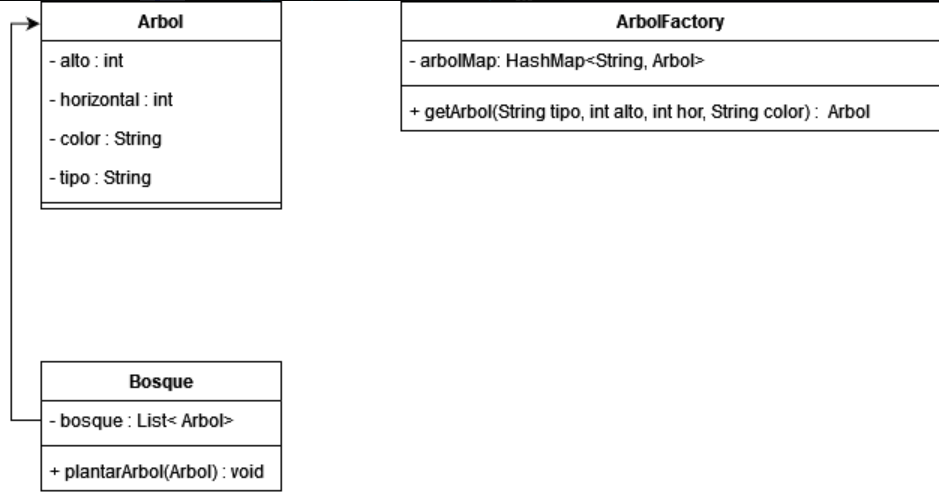 Arbol
- alto : int
- horizontal : int
- color : String
- tipo : String
ArbolFactory
- arbolMap: HashMap<String, Arbol>
+ getArbol(String tipo, int alto, int hor, String color) :  Arbol
Bosque
- bosque : List< Arbol>
+ plantarArbol(Arbol) : void